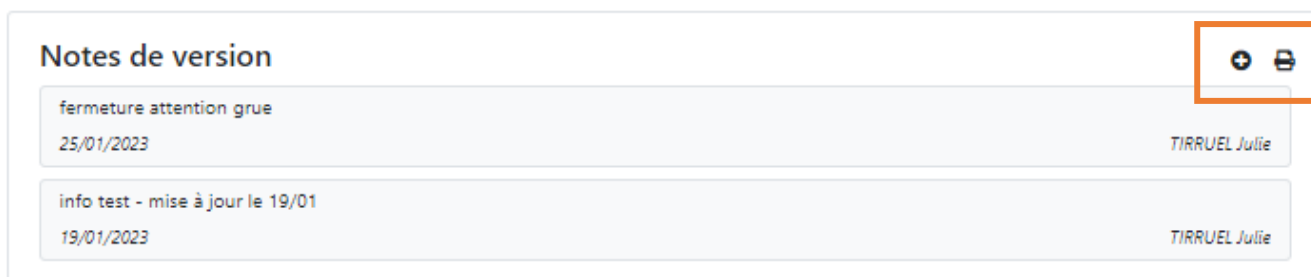 Notes de version
fermeture attention grue
25/01/2023 TIRRUEL Julie
info test - mise à jour le 19/01
19/01/2023 TIRRUEL Julie